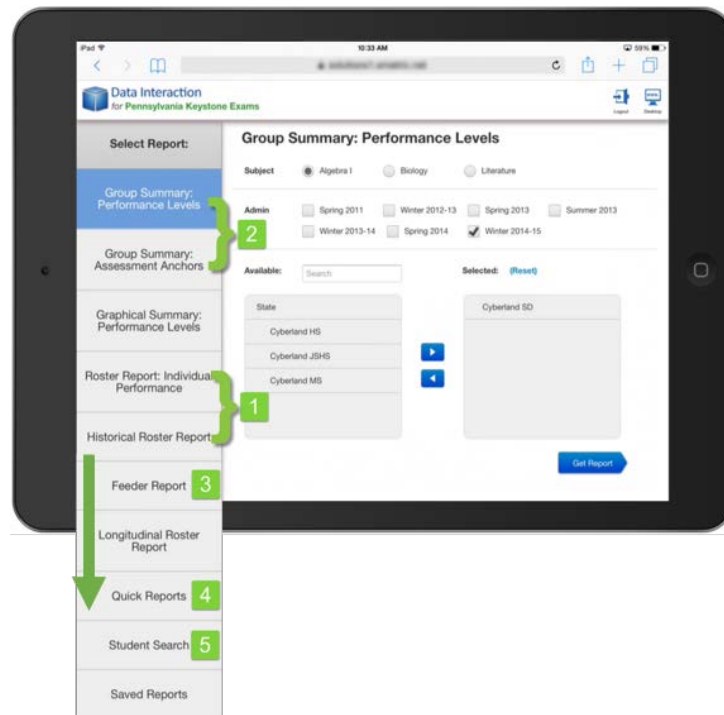 iPad
10:33 AM
59%
Data Interaction
for Pennsylvania Keystone Exams
Logout
Desktop
Select Report:
Group Summary:
Performance Levels
2
Group Summary:
Assessment Anchors
Graphical Summary:
Performance Levels
Roster Report: Individual
Performance
1
Historical Roster Report
Feeder Report 3
Longitudinal Roster
Report
Quick Reports 4
Student Search 5
Saved Reports
Group Summary: Performance Levels
Subject Algebra I Biology Literature
Admin Spring 2011 Winter 2012-13 Spring 2013 Summer 2013
Winter 2013-14 Spring 2014 Winter 2014-15
Available: Search Selected: (Reset)
State
Cyberland HS
Cyberland JSHS
Cyberland MS
Cyberland SD
Get Report